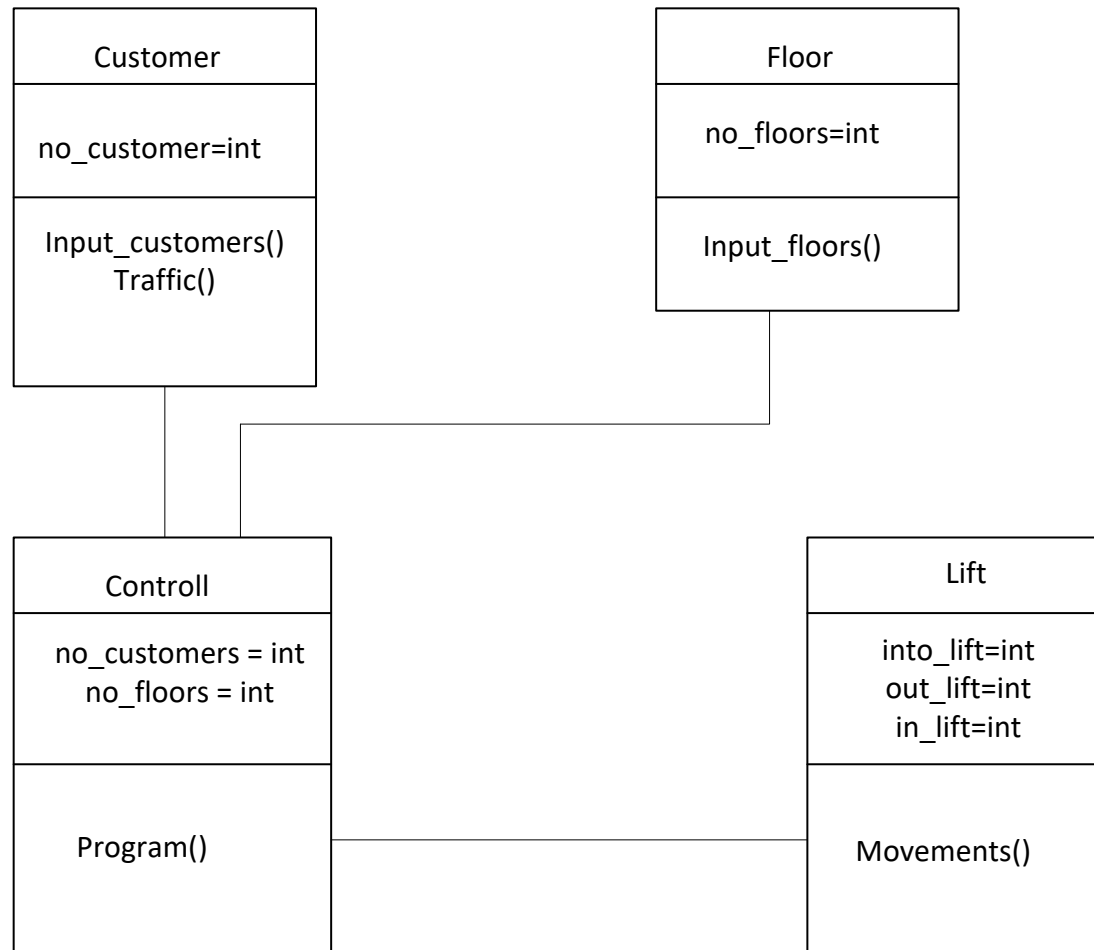 Customer
no_customer=int
Input_customers()
Traffic()
Floor
no_floors=int
Input_floors()
Controll
no_customers = int
no_floors = int
Program()
Lift
into_lift=int
out_lift=int
in_lift=int
Movements()